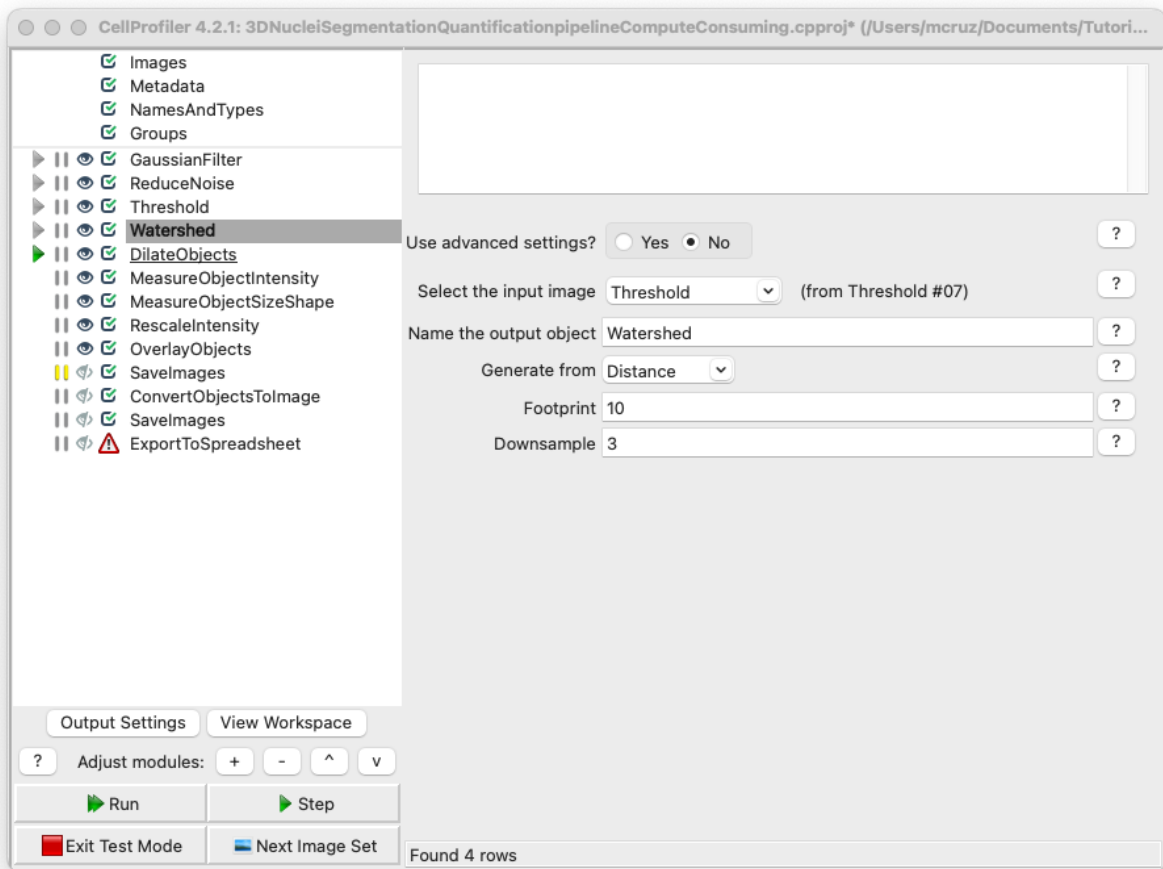 CellProfiler 4.2.1: 3DNucleiSegmentationQuantificationpipelineComputeConsuming.cpproj* (/Users/mcruz/Documents/Tutori...
Images
Metadata
NamesAndTypes
Groups
GaussianFilter
ReduceNoise
Threshold
Watershed
DilateObjects
MeasureObjectIntensity
MeasureObjectSizeShape
RescaleIntensity
OverlayObjects
SaveImages
ConvertObjectsToImage
SaveImages
ExportToSpreadsheet
Output Settings View Workspace
? Adjust modules: + - ^ v
Run Step
Exit Test Mode Next Image Set
Use advanced settings? Yes No ?
Select the input image Threshold (from Threshold #07) ?
Name the output object Watershed ?
Generate from Distance ?
Footprint 10 ?
Downsample 3 ?
Found 4 rows